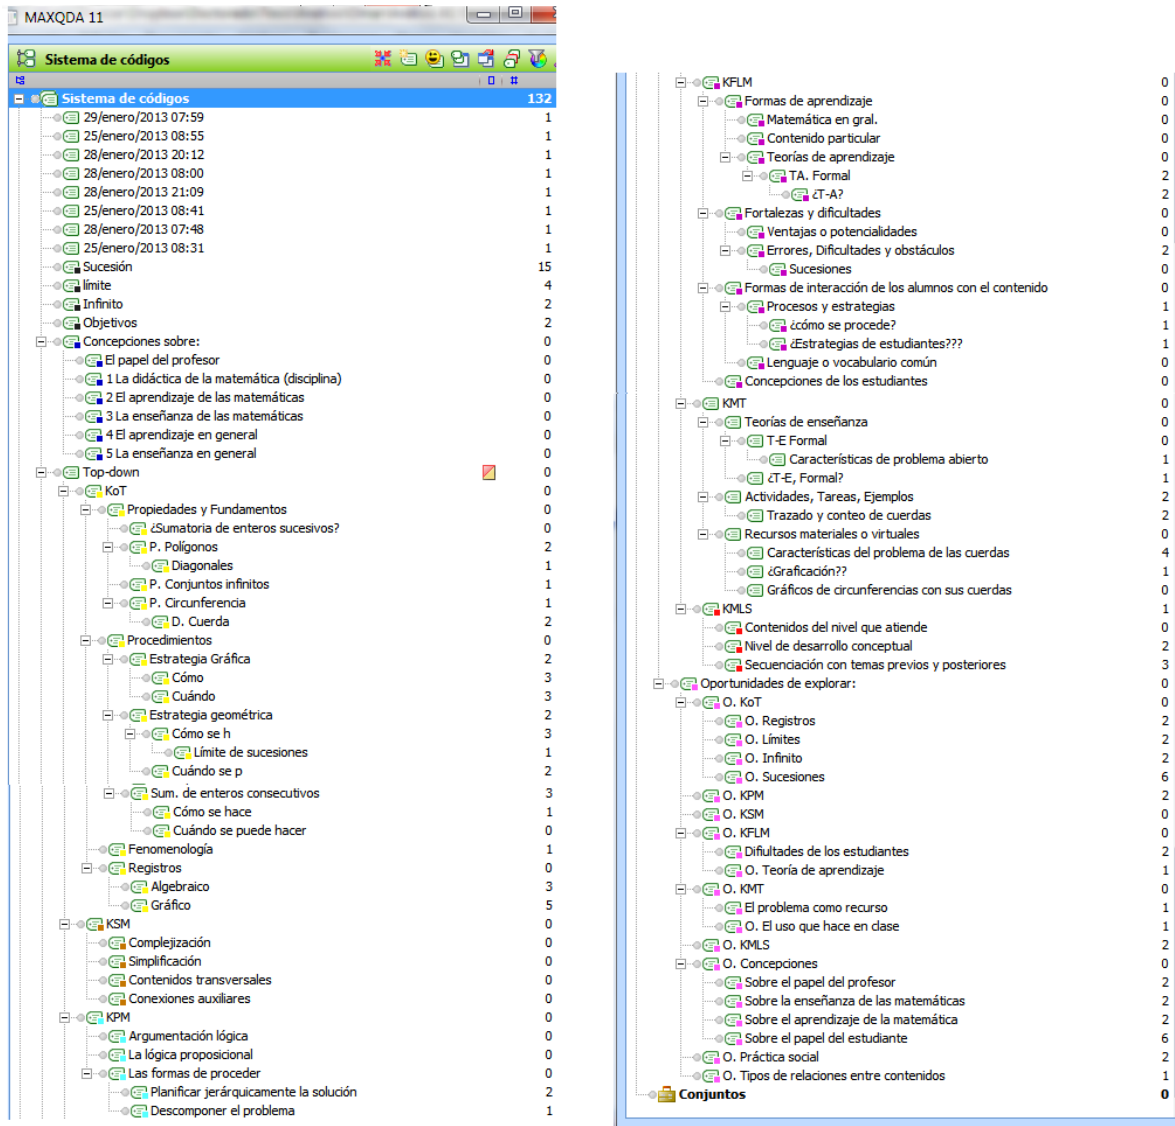 MAXQDA 11
Sistema de códigos
#
Sistema de códigos 132
29/enero/2013 07:59 1
25/enero/2013 08:55 1
28/enero/2013 20:12 1
28/enero/2013 08:00 1
28/enero/2013 21:09 1
25/enero/2013 08:41 1
28/enero/2013 07:48 1
25/enero/2013 08:31 1
Sucesión 15
límite 4
Infinito 2
Objetivos 2
Concepciones sobre: 0
El papel del profesor 0
1 La didáctica de la matemática (disciplina) 0
2 El aprendizaje de las matemáticas 0
3 La enseñanza de las matemáticas 0
4 El aprendizaje en general 0
5 La enseñanza en general 0
Top-down 0
KoT 0
Propiedades y Fundamentos 0
¿Sumatoria de enteros sucesivos? 0
P. Polígonos 2
Diagonales 1
P. Conjuntos infinitos 1
P. Circunferencia 1
D. Cuerda 2
Procedimientos 0
Estrategia Gráfica 2
Cómo 3
Cuándo 3
Estrategia geométrica 2
Cómo se h 3
Límite de sucesiones 1
Cuándo se p 2
Sum. de enteros consecutivos 3
Cómo se hace 1
Cuándo se puede hacer 0
Fenomenología 1
Registros 0
Algebraico 3
Gráfico 5
KSM 0
Complejización 0
Simplificación 0
Contenidos transversales 0
Conexiones auxiliares 0
KPM 0
Argumentación lógica 0
La lógica proposicional 0
Las formas de proceder 0
Planificar jerárquicamente la solución 2
Descomponer el problema 1
KFLM 0
Formas de aprendizaje 0
Matemática en gral. 0
Contenido particular 0
Teorías de aprendizaje 0
TA. Formal 2
¿T-A? 2
Fortalezas y dificultades 0
Ventajas o potencialidades 0
Errores, Dificultades y obstáculos 2
Sucesiones 0
Formas de interacción de los alumnos con el contenido 0
Procesos y estrategias 1
¿cómo se procede? 1
¿Estrategias de estudiantes??? 1
Lenguaje o vocabulario común 0
Concepciones de los estudiantes 0
KMT 0
Teorías de enseñanza 0
T-E Formal 0
Características de problema abierto 1
¿T-E, Formal? 1
Actividades, Tareas, Ejemplos 2
Trazado y conteo de cuerdas 2
Recursos materiales o virtuales 0
Características del problema de las cuerdas 4
¿Graficación?? 1
Gráficos de circunferencias con sus cuerdas 0
KMLS 1
Contenidos del nivel que atiende 0
Nivel de desarrollo conceptual 2
Secuenciación con temas previos y posteriores 3
Oportunidades de explorar: 0
O. KoT 0
O. Registros 2
O. Límites 2
O. Infinito 2
O. Sucesiones 6
O. KPM 2
O. KSM 0
O. KFLM 0
Difiultades de los estudiantes 2
O. Teoría de aprendizaje 1
O. KMT 0
El problema como recurso 1
O. El uso que hace en clase 1
O. KMLS 2
O. Concepciones 0
Sobre el papel del profesor 2
Sobre la enseñanza de las matemáticas 2
Sobre el aprendizaje de la matemática 2
Sobre el papel del estudiante 6
O. Práctica social 2
O. Tipos de relaciones entre contenidos 1
Conjuntos 0